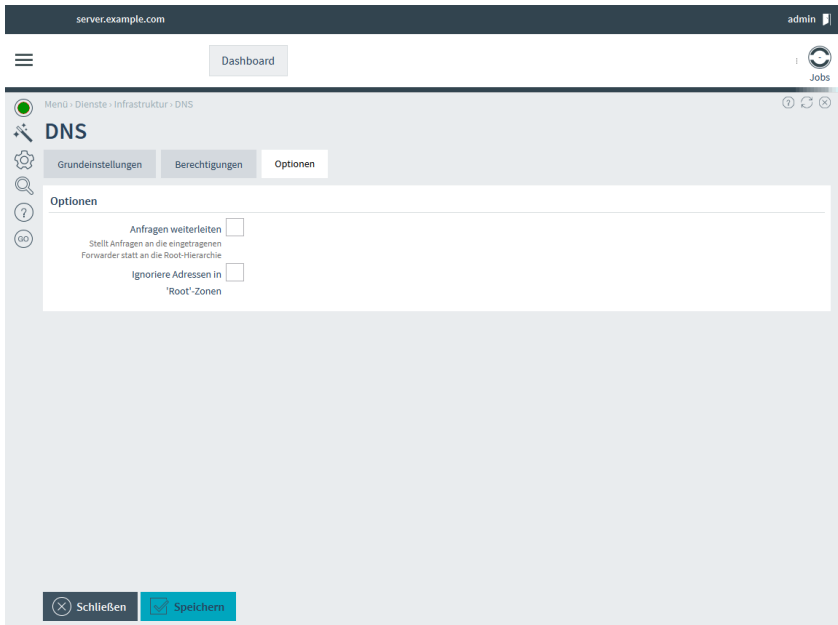 server.example.com
admin
Dashboard
Jobs
Menü › Dienste › Infrastruktur › DNS
DNS
Grundeinstellungen
Berechtigungen
Optionen
Optionen
Anfragen weiterleiten
Stellt Anfragen an die eingetragenen
Forwarder statt an die Root-Hierarchie
Ignoriere Adressen in
'Root'-Zonen
GO
Schließen
Speichern